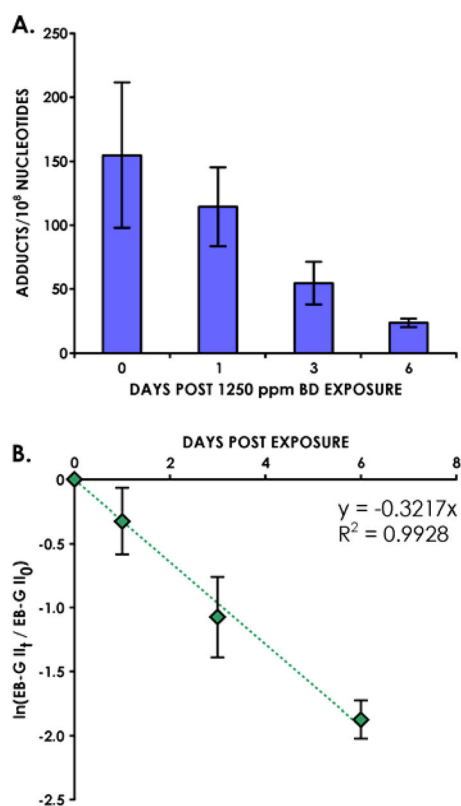 A.
250
200
150
100
50
0
ADDUCTS/10⁸ NUCLEOTIDES
0 1 3 6
DAYS POST 1250 ppm BD EXPOSURE
B.
DAYS POST EXPOSURE
0 2 4 6 8
0
-0.5
-1.0
-1.5
-2.0
-2.5
ln(EB-G IIₜ / EB-G II₀)
y = -0.3217x
R² = 0.9928